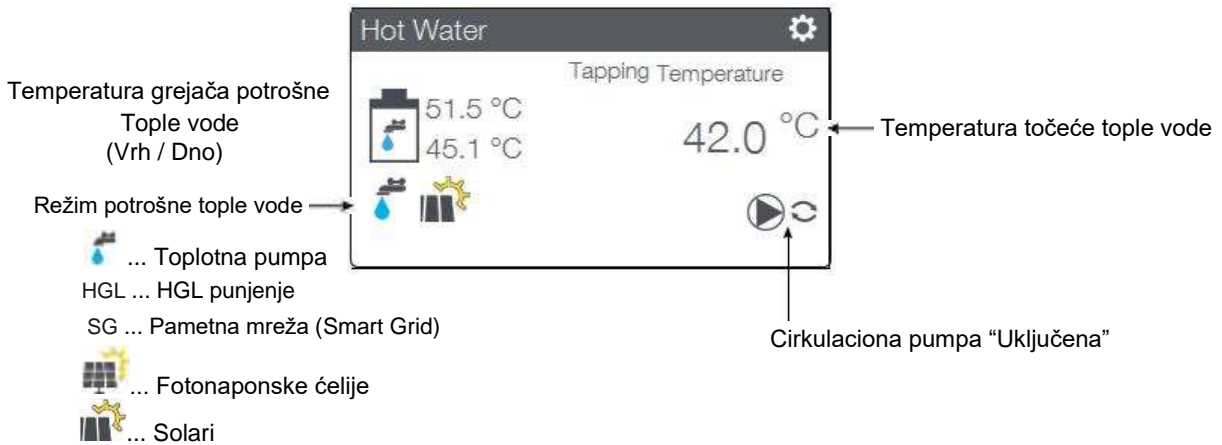 Hot Water
Tapping Temperature
51.5 °C
45.1 °C
42.0 °C
Temperatura grejača potrošne
Tople vode
(Vrh / Dno)
Temperatura točeće tople vode
Režim potrošne tople vode
... Toplotna pumpa
HGL ... HGL punjenje
SG ... Pametna mreža (Smart Grid)
... Fotonaponske ćelije
... Solari
Cirkulaciona pumpa “Uključena”